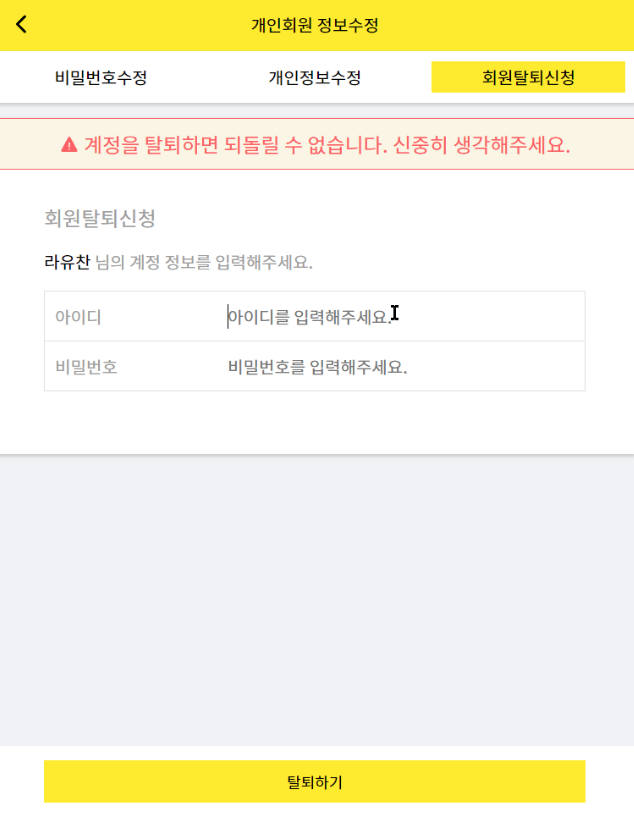 개인회원 정보수정
비밀번호수정 개인정보수정 회원탈퇴신청
계정을 탈퇴하면 되돌릴 수 없습니다. 신중히 생각해주세요.
회원탈퇴신청
라유찬 님의 계정 정보를 입력해주세요.
아이디 아이디를 입력해주세요.
비밀번호 비밀번호를 입력해주세요.
탈퇴하기